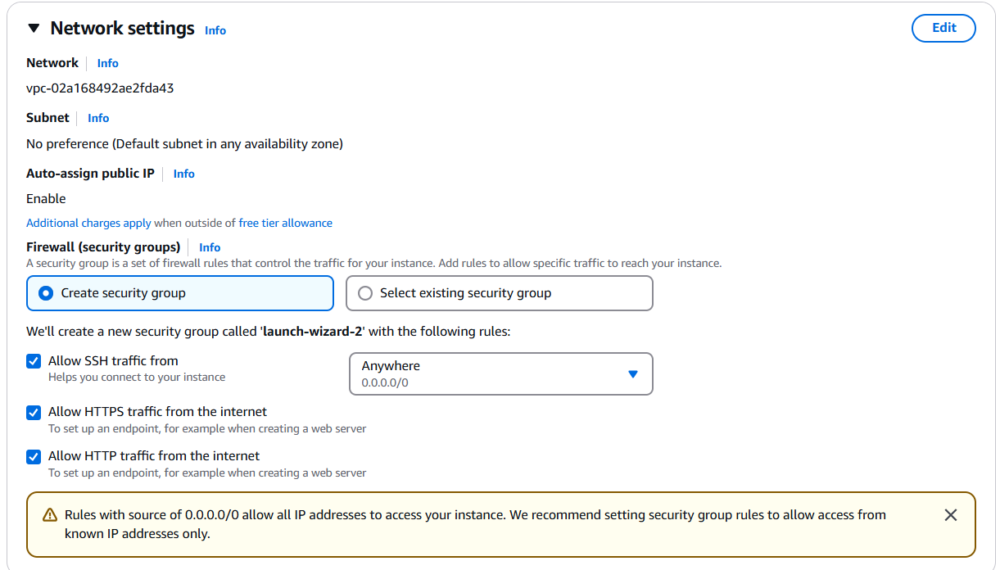 Network settings Info
Edit
Network Info
vpc-02a168492ae2fda43
Subnet Info
No preference (Default subnet in any availability zone)
Auto-assign public IP Info
Enable
Additional charges apply when outside of free tier allowance
Firewall (security groups) Info
A security group is a set of firewall rules that control the traffic for your instance. Add rules to allow specific traffic to reach your instance.
Create security group
Select existing security group
We'll create a new security group called 'launch-wizard-2' with the following rules:
Allow SSH traffic from
Helps you connect to your instance
Anywhere
0.0.0.0/0
Allow HTTPS traffic from the internet
To set up an endpoint, for example when creating a web server
Allow HTTP traffic from the internet
To set up an endpoint, for example when creating a web server
Rules with source of 0.0.0.0/0 allow all IP addresses to access your instance. We recommend setting security group rules to allow access from
known IP addresses only.